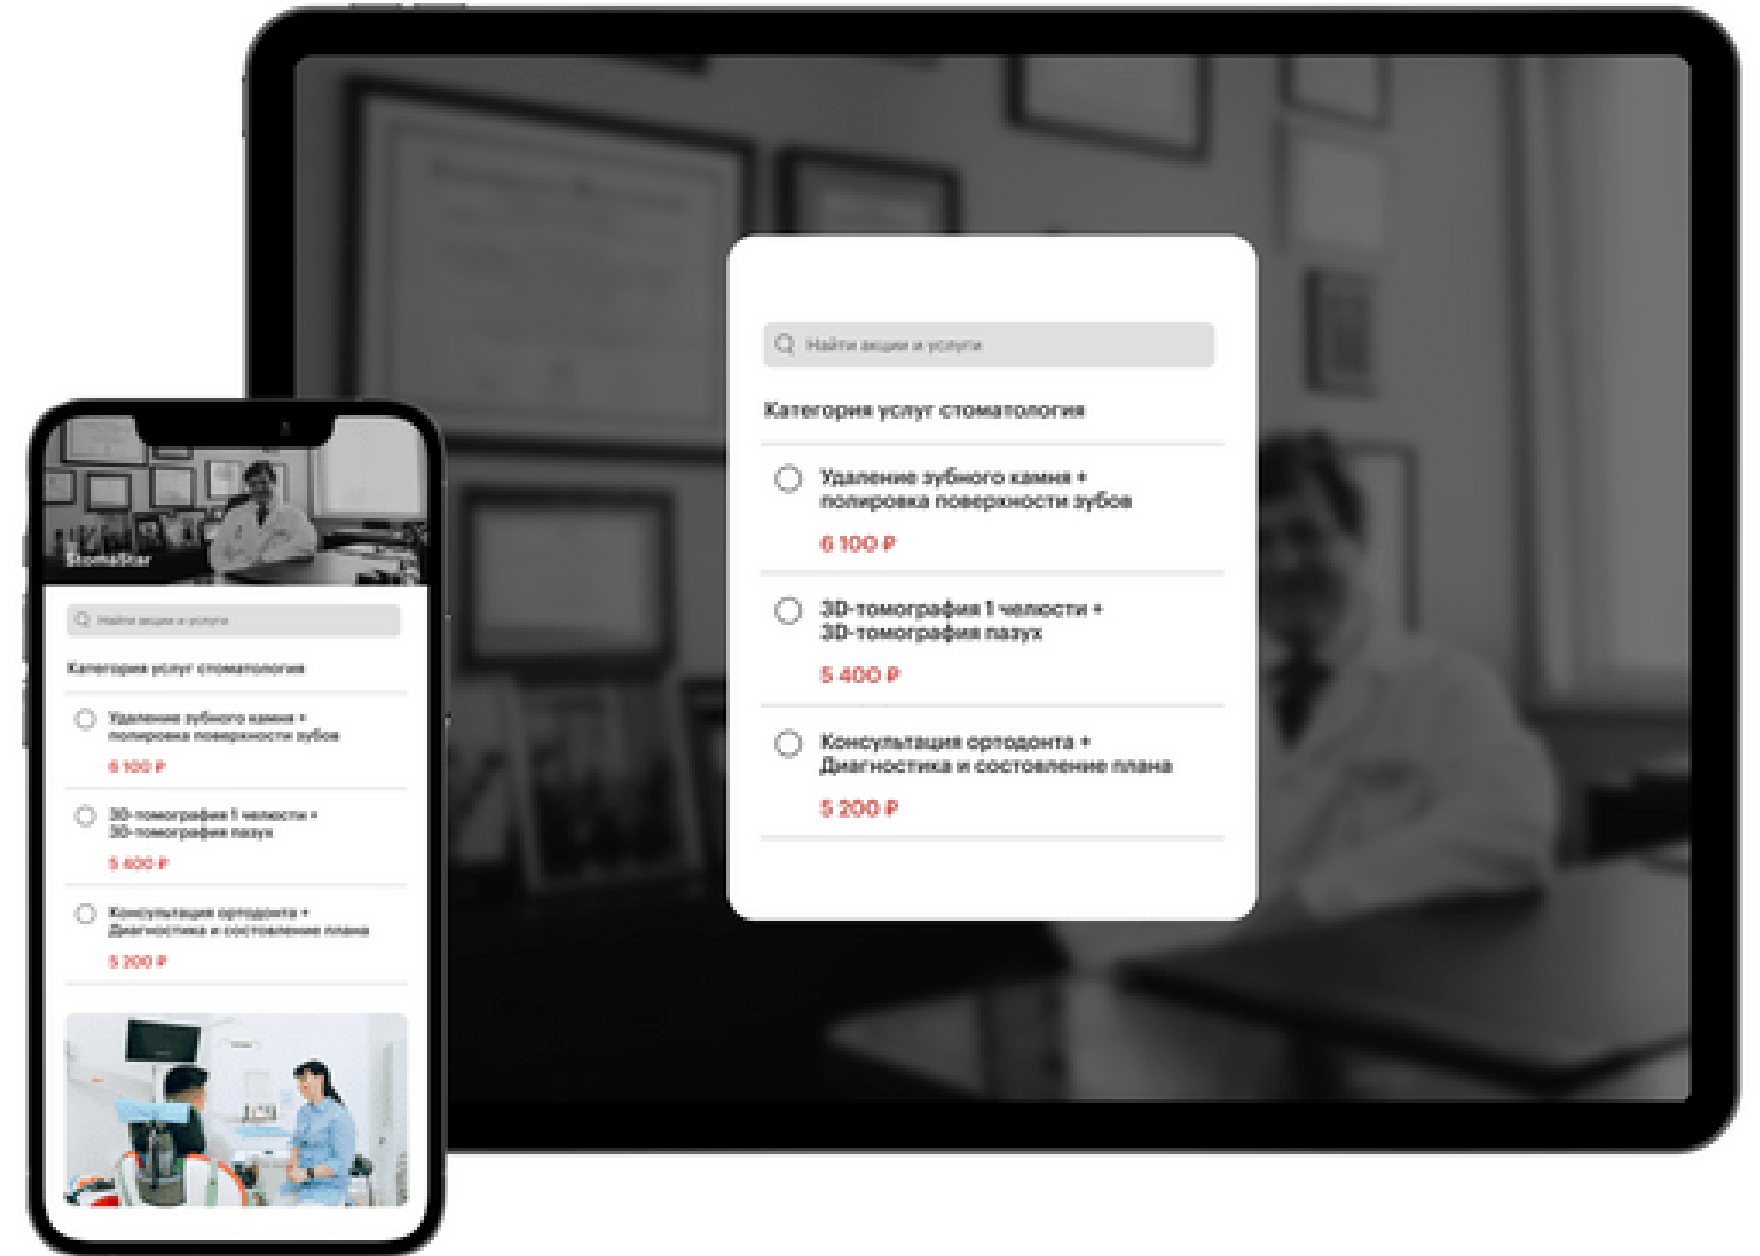 Найти акции и услуги
Категория услуг стоматология
Удаление зубного камня +
полировка поверхности зубов
6 100 ₽
3D-томография 1 челюсти +
3D-томография пазух
5 400 ₽
Консультация ортодонта +
Диагностика и состовление плана
5 200 ₽
StomaStar
Найти акции и услуги
Категория услуг стоматология
Удаление зубного камня +
полировка поверхности зубов
6 100 ₽
3D-томография 1 челюсти +
3D-томография пазух
5 400 ₽
Консультация ортодонта +
Диагностика и состовление плана
5 200 ₽